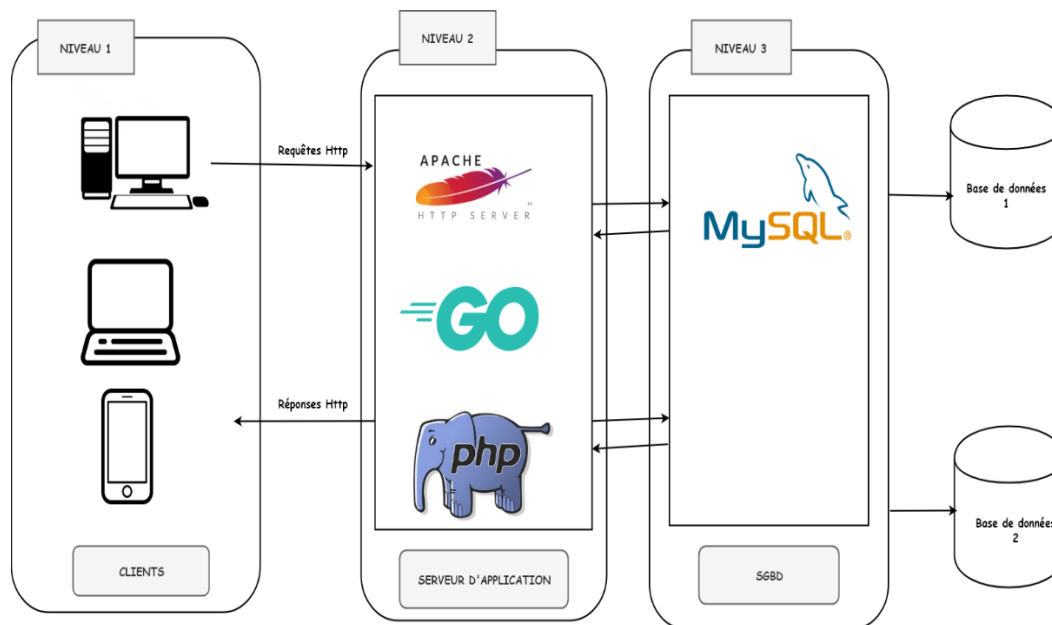 NIVEAU 1
NIVEAU 2
NIVEAU 3
Requêtes Http
APACHE
HTTP SERVER
TM
MySQL®
Base de données
1
GO
Réponses Http
php
Base de données
2
CLIENTS
SERVEUR D'APPLICATION
SGBD